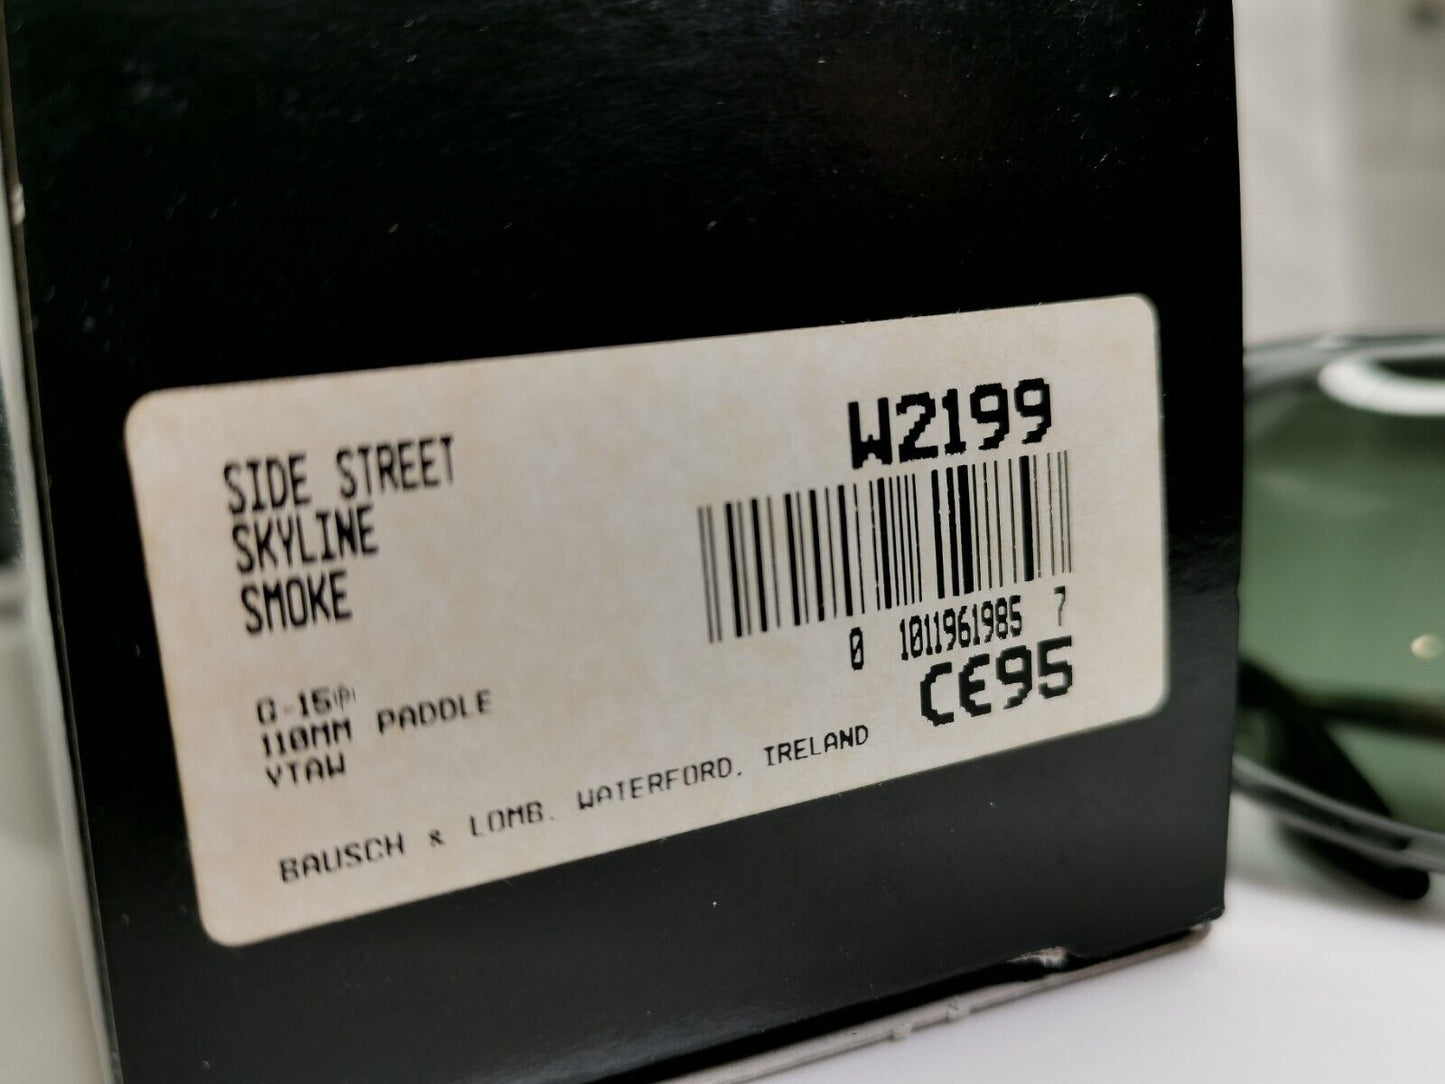 SIDE STREET
SKYLINE
SMOKE
W2199
0 1011961985 7
CE95
G-15(P)
110MM PADDLE
YTAW
BAUSCH & LOMB. WATERFORD. IRELAND